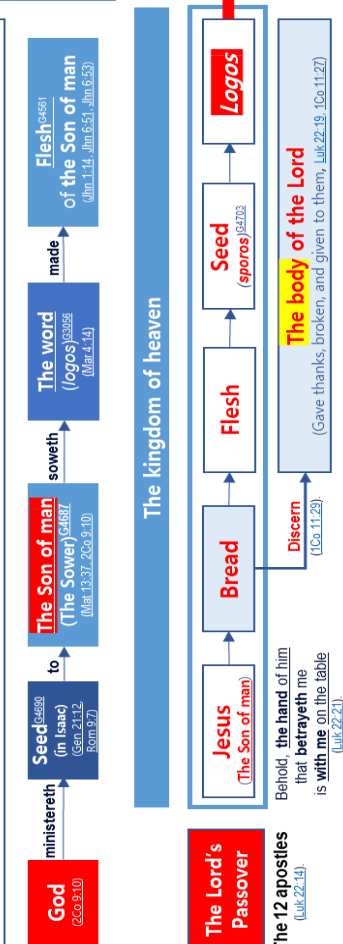 God
(2Co 9:10)
ministereth
SeedG4690
(in Isaac)
(Gen 21:12,
Rom 9:7)
to
The Son of man
(The Sower)G4687
(Mat 13:37, 2Co 9:10)
soweth
The word
(logos)G3056
(Mar 4:14)
made
FleshG4561
of the Son of man
(Jhn 1:14, Jhn 6:51, Jhn 6:53)
The kingdom of heaven
The Lord's
Passover
The 12 apostles
(Luk 22:14).
Jesus
(The Son of man)
Bread
Flesh
Seed
(sporos)G4703
Logos
Behold, the hand of him
that betrayeth me
is with me on the table
(Luk 22:21).
Discern
(1Co 11:29).
The body of the Lord
(Gave thanks, broken, and given to them, Luk 22:19, 1Co 11:27)